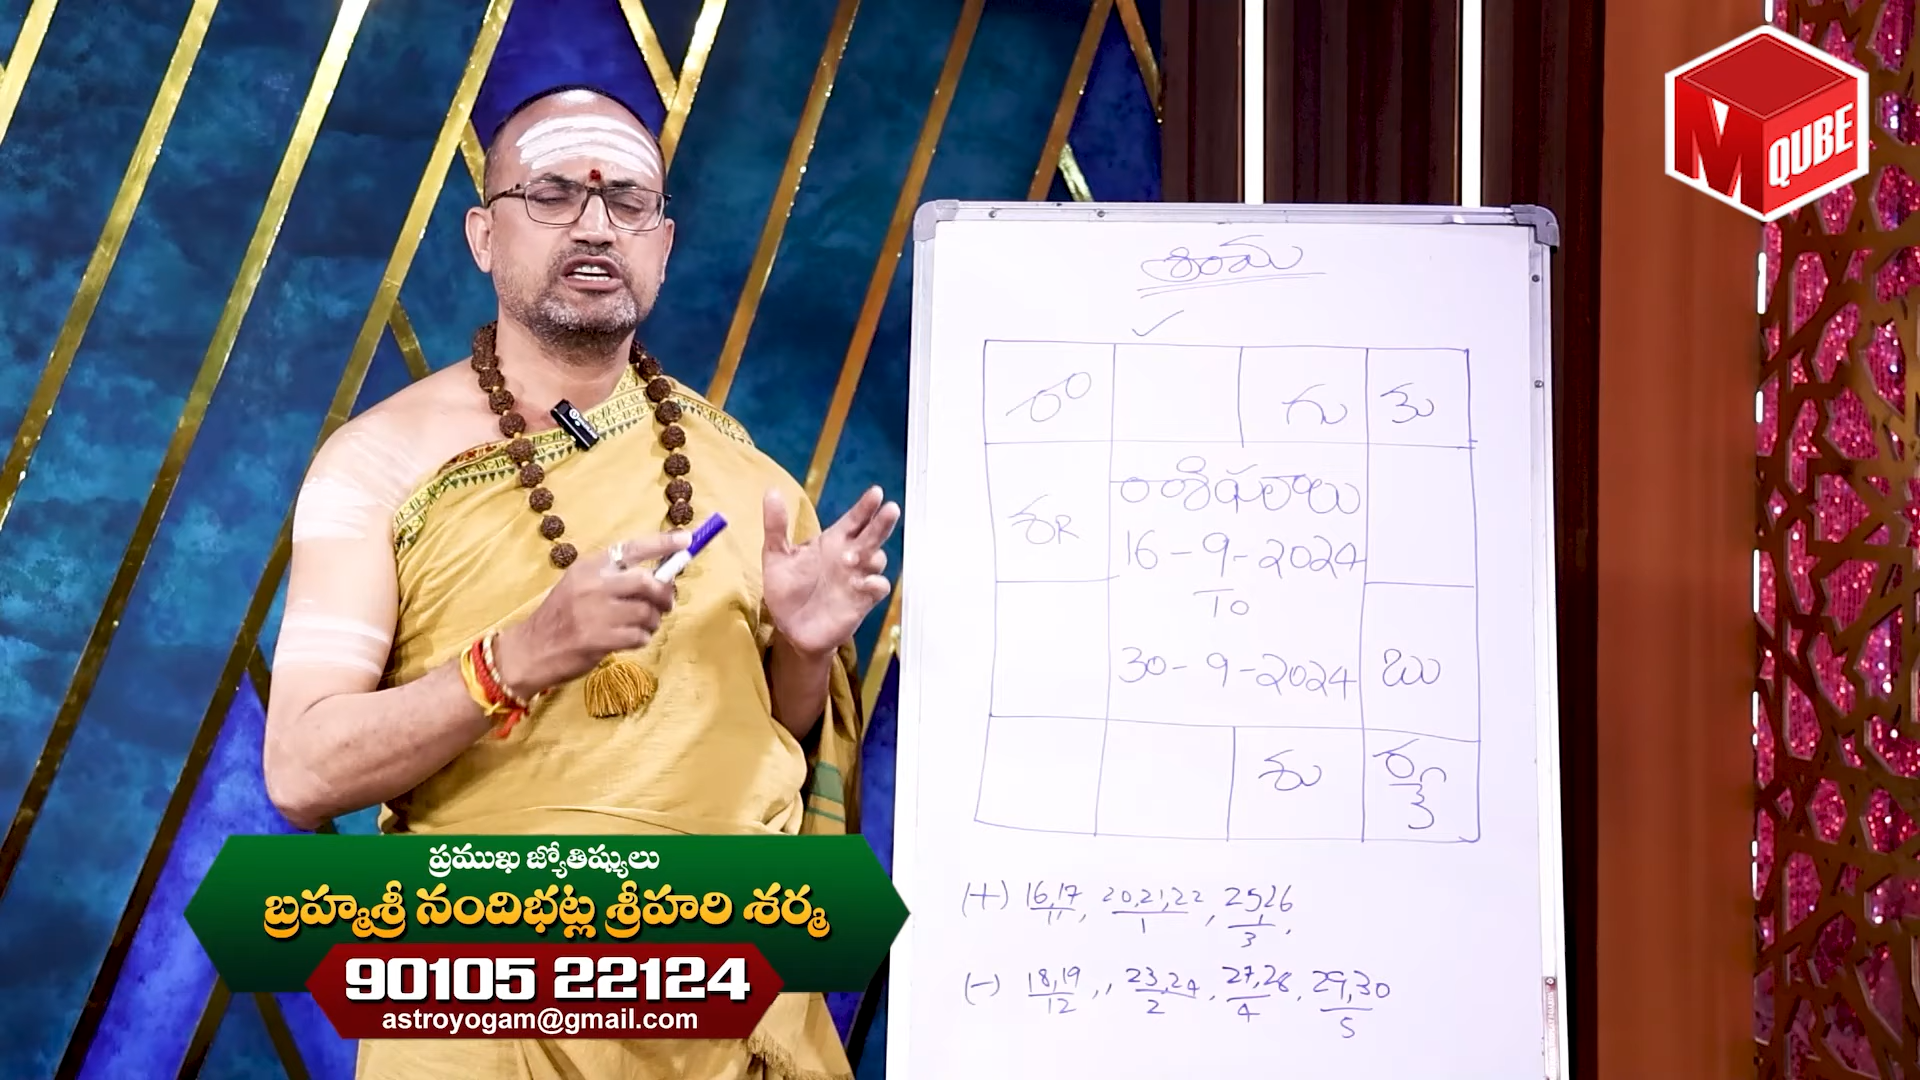 MQUBE
శ్రీరామ
రా
గు
కు
శR
రాశిఫలాలు
16-9-2024
To
30-9-2024
బు
శు
ర
కే
(+) 16,17/11, 20,21,22/1, 25,26/3,
(-) 18,19/12,, 23,24/2, 27,28/4, 29,30/5
ప్రముఖ జ్యోతిష్యులు
బ్రహ్మశ్రీ నందిభట్ల శ్రీహరి శర్మ
90105 22124
astroyogam@gmail.com